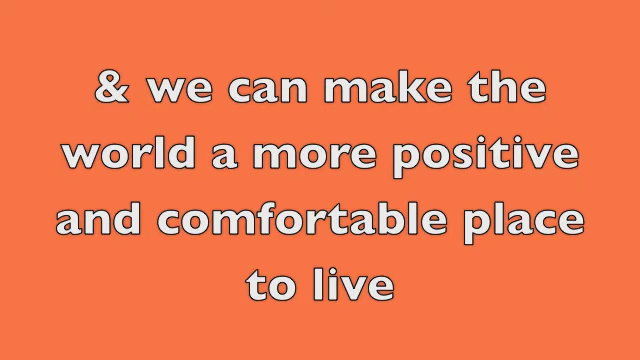 & we can make the
world a more positive
and comfortable place
to live